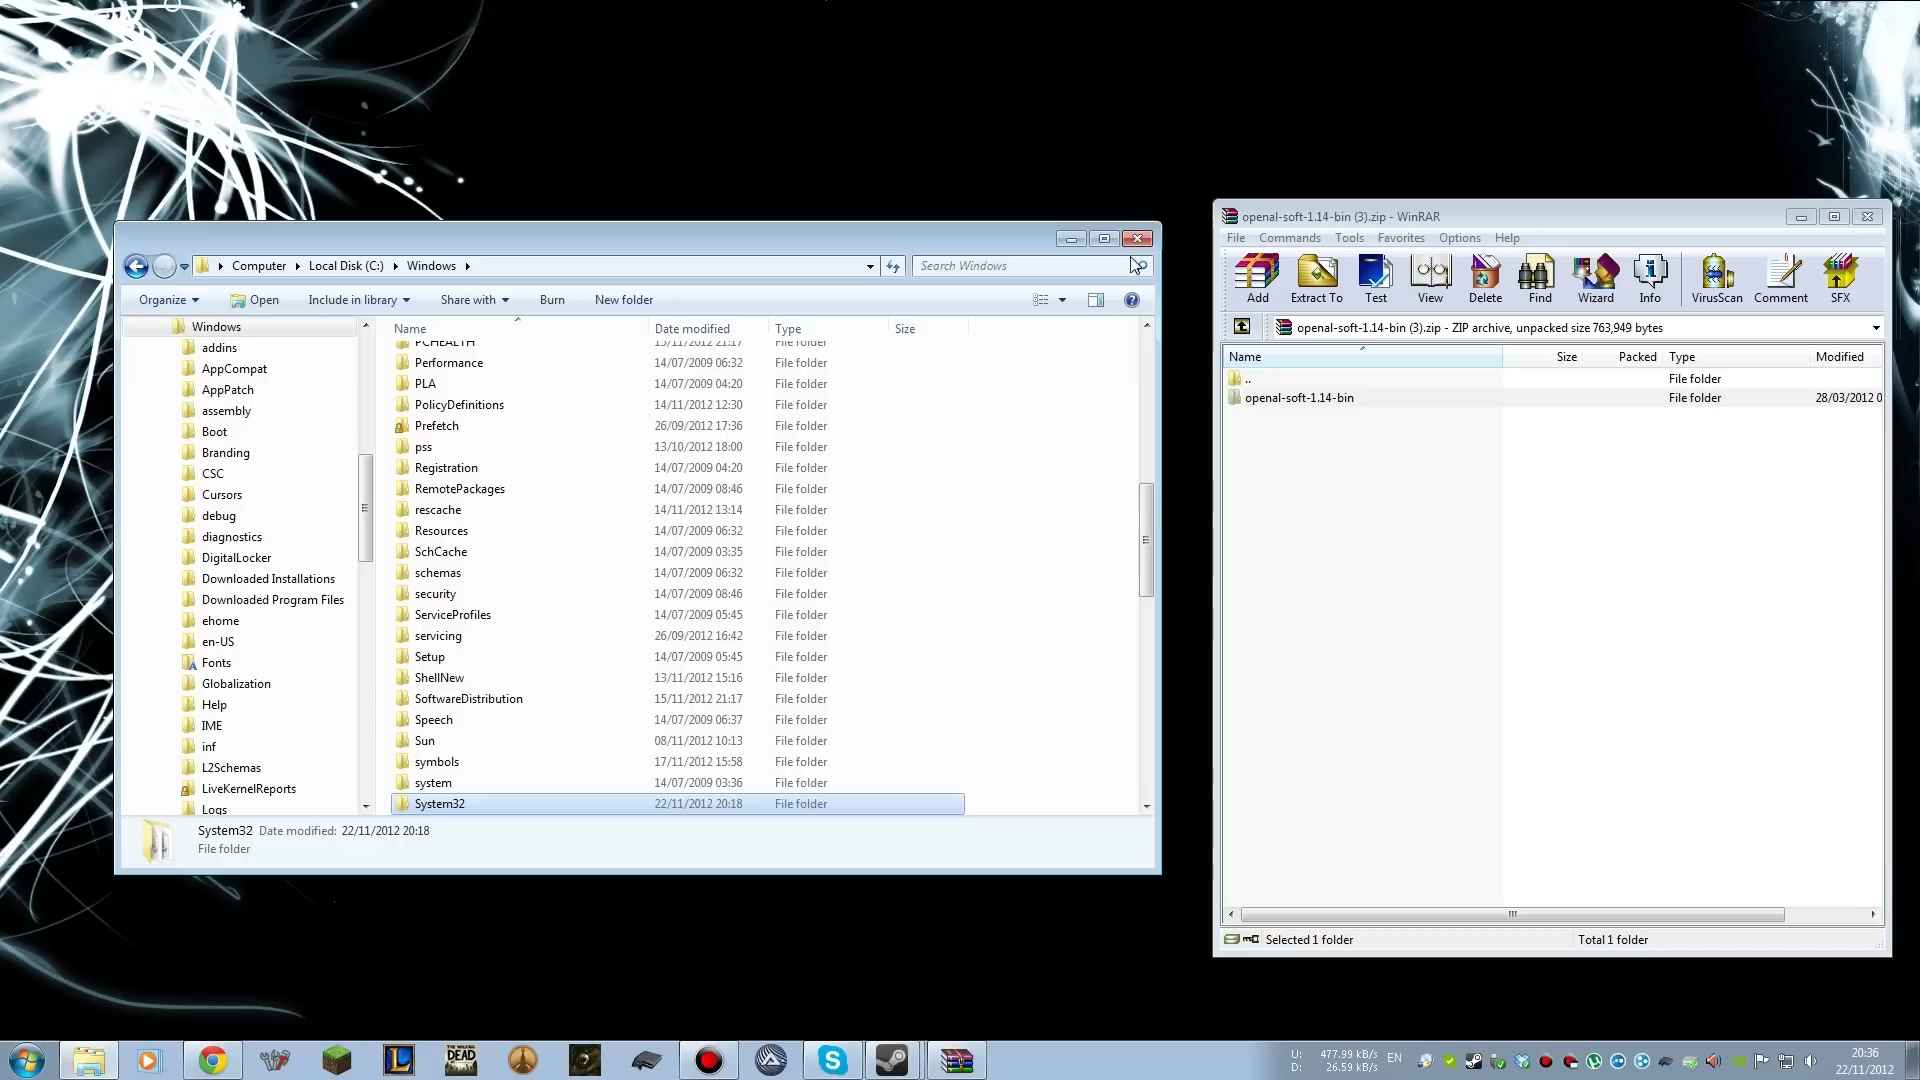 Computer Local Disk (C:) Windows
Search Windows
Organize Open Include in library Share with Burn New folder
Windows
addins
AppCompat
AppPatch
assembly
Boot
Branding
CSC
Cursors
debug
diagnostics
DigitalLocker
Downloaded Installations
Downloaded Program Files
ehome
en-US
Fonts
Globalization
Help
IME
inf
L2Schemas
LiveKernelReports
Logs
Name Date modified Type Size
PCHEALTH 15/11/2012 21:17 File folder
Performance 14/07/2009 06:32 File folder
PLA 14/07/2009 04:20 File folder
PolicyDefinitions 14/11/2012 12:30 File folder
Prefetch 26/09/2012 17:36 File folder
pss 13/10/2012 18:00 File folder
Registration 14/07/2009 04:20 File folder
RemotePackages 14/07/2009 08:46 File folder
rescache 14/11/2012 13:14 File folder
Resources 14/07/2009 06:32 File folder
SchCache 14/07/2009 03:35 File folder
schemas 14/07/2009 06:32 File folder
security 14/07/2009 08:46 File folder
ServiceProfiles 14/07/2009 05:45 File folder
servicing 26/09/2012 16:42 File folder
Setup 14/07/2009 05:45 File folder
ShellNew 13/11/2012 15:16 File folder
SoftwareDistribution 15/11/2012 21:17 File folder
Speech 14/07/2009 06:37 File folder
Sun 08/11/2012 10:13 File folder
symbols 17/11/2012 15:58 File folder
system 14/07/2009 03:36 File folder
System32 22/11/2012 20:18 File folder
System32 Date modified: 22/11/2012 20:18
File folder
openal-soft-1.14-bin (3).zip - WinRAR
File Commands Tools Favorites Options Help
Add Extract To Test View Delete Find Wizard Info VirusScan Comment SFX
openal-soft-1.14-bin (3).zip - ZIP archive, unpacked size 763,949 bytes
Name Size Packed Type Modified
.. File folder
openal-soft-1.14-bin File folder 28/03/2012 0
Selected 1 folder Total 1 folder
THE WALKING
DEAD
U: 477.99 kB/s EN
D: 26.59 kB/s
20:36
22/11/2012